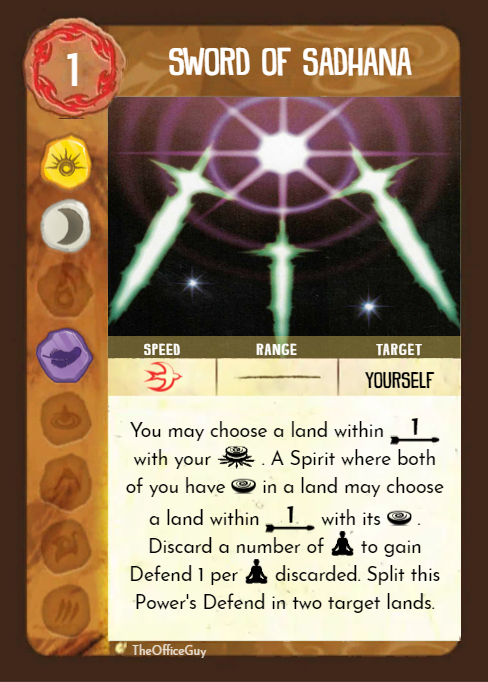 1
SWORD OF SADHANA
SPEED RANGE TARGET
YOURSELF
You may choose a land within 1
with your . A Spirit where both
of you have in a land may choose
a land within 1 with its .
Discard a number of to gain
Defend 1 per discarded. Split this
Power's Defend in two target lands.
TheOfficeGuy